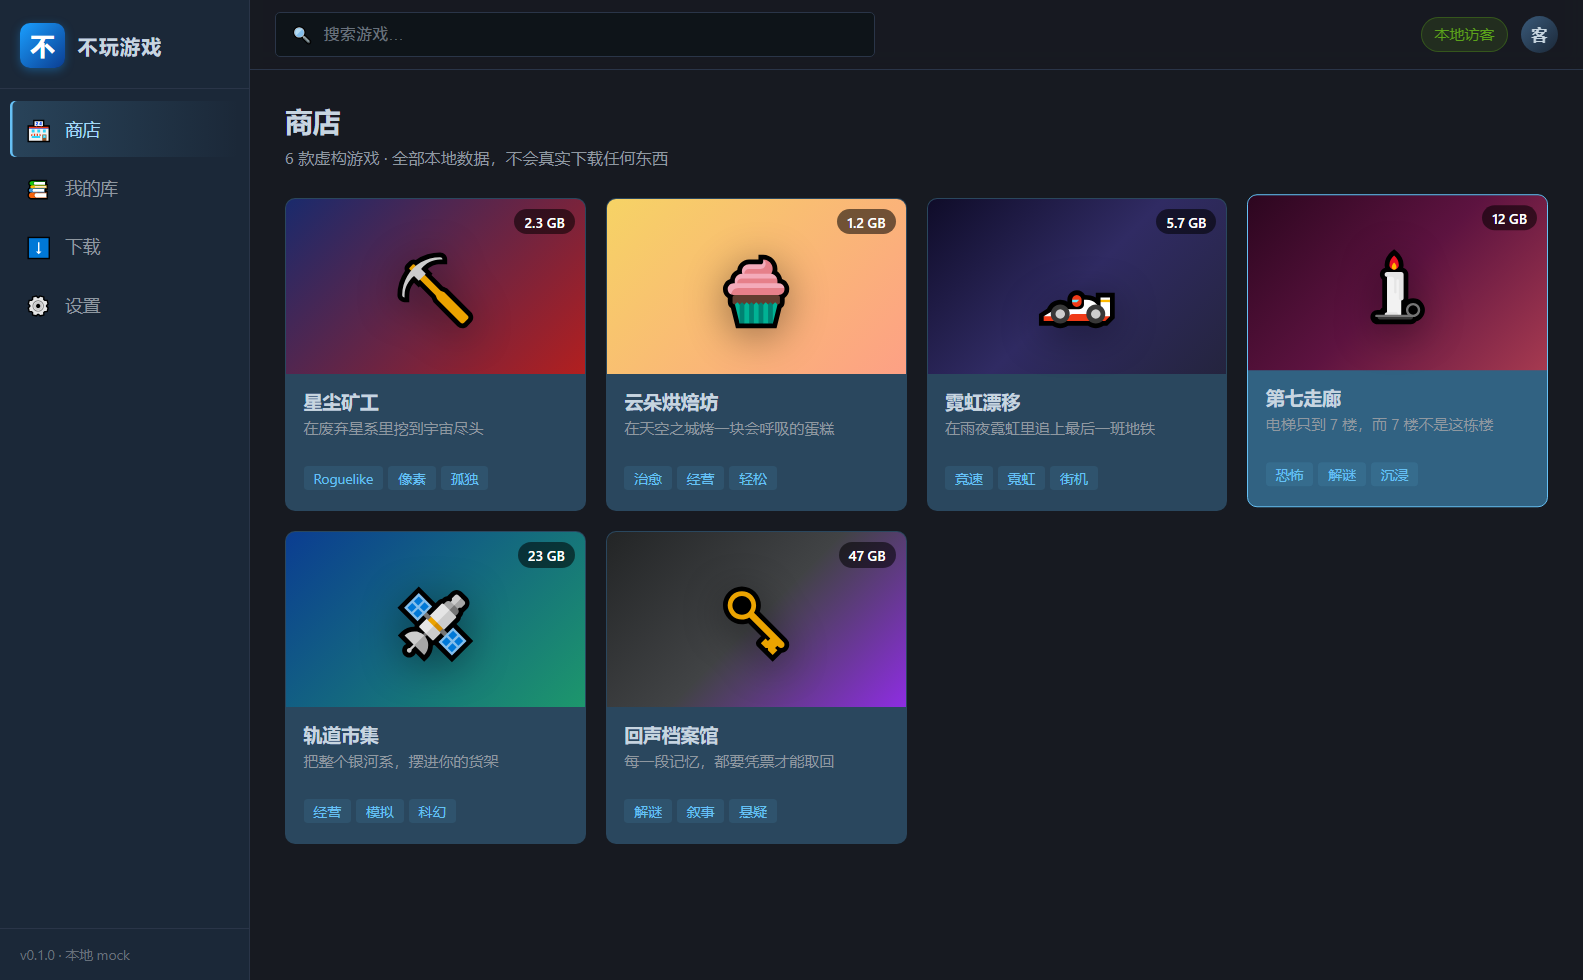 不 不玩游戏
搜索游戏...
本地访客
客
商店
我的库
下载
设置
v0.1.0 · 本地 mock
商店
6 款虚构游戏 · 全部本地数据，不会真实下载任何东西
2.3 GB
星尘矿工
在废弃星系里挖到宇宙尽头
Roguelike 像素 孤独
1.2 GB
云朵烘焙坊
在天空之城烤一块会呼吸的蛋糕
治愈 经营 轻松
5.7 GB
霓虹漂移
在雨夜霓虹里追上最后一班地铁
竞速 霓虹 街机
12 GB
第七走廊
电梯只到 7 楼，而 7 楼不是这栋楼
恐怖 解谜 沉浸
23 GB
轨道市集
把整个银河系，摆进你的货架
经营 模拟 科幻
47 GB
回声档案馆
每一段记忆，都要凭票才能取回
解谜 叙事 悬疑